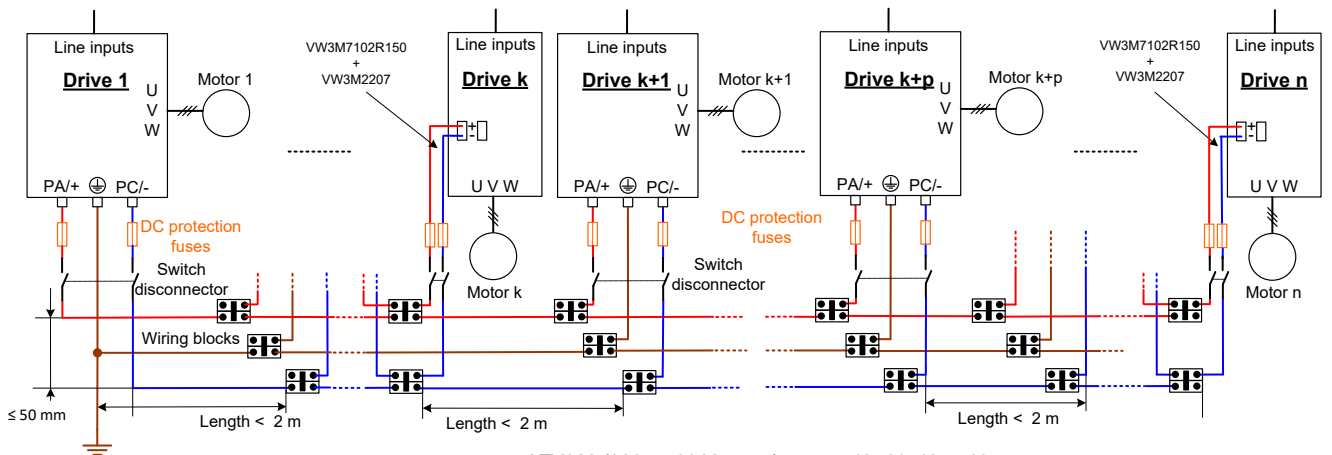 Line inputs
Drive 1
U
V
W
Motor 1
PA/+
PC/-
DC protection
fuses
Switch
disconnector
Wiring blocks
≤ 50 mm
Length < 2 m
VW3M7102R150
+
VW3M2207
Line inputs
Drive k
+
-
U V W
Motor k
Line inputs
Drive k+1
U
V
W
Motor k+1
PA/+
PC/-
Switch
disconnector
Length < 2 m
DC protection
fuses
Line inputs
Drive k+p
U
V
W
Motor k+p
PA/+
PC/-
Length < 2 m
VW3M7102R150
+
VW3M2207
Line inputs
Drive n
+
-
U V W
Motor n